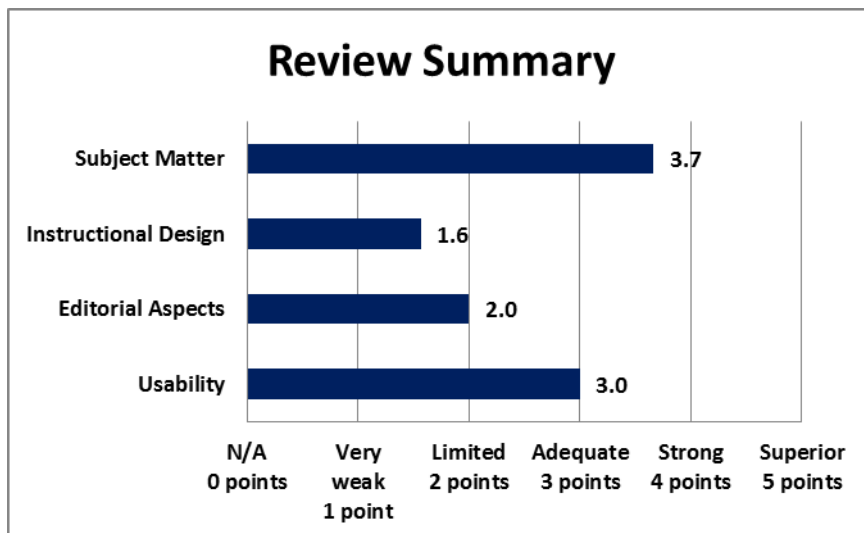 Review Summary
Subject Matter
3.7
Instructional Design
1.6
Editorial Aspects
2.0
Usability
3.0
N/A
0 points
Very
weak
1 point
Limited
2 points
Adequate
3 points
Strong
4 points
Superior
5 points